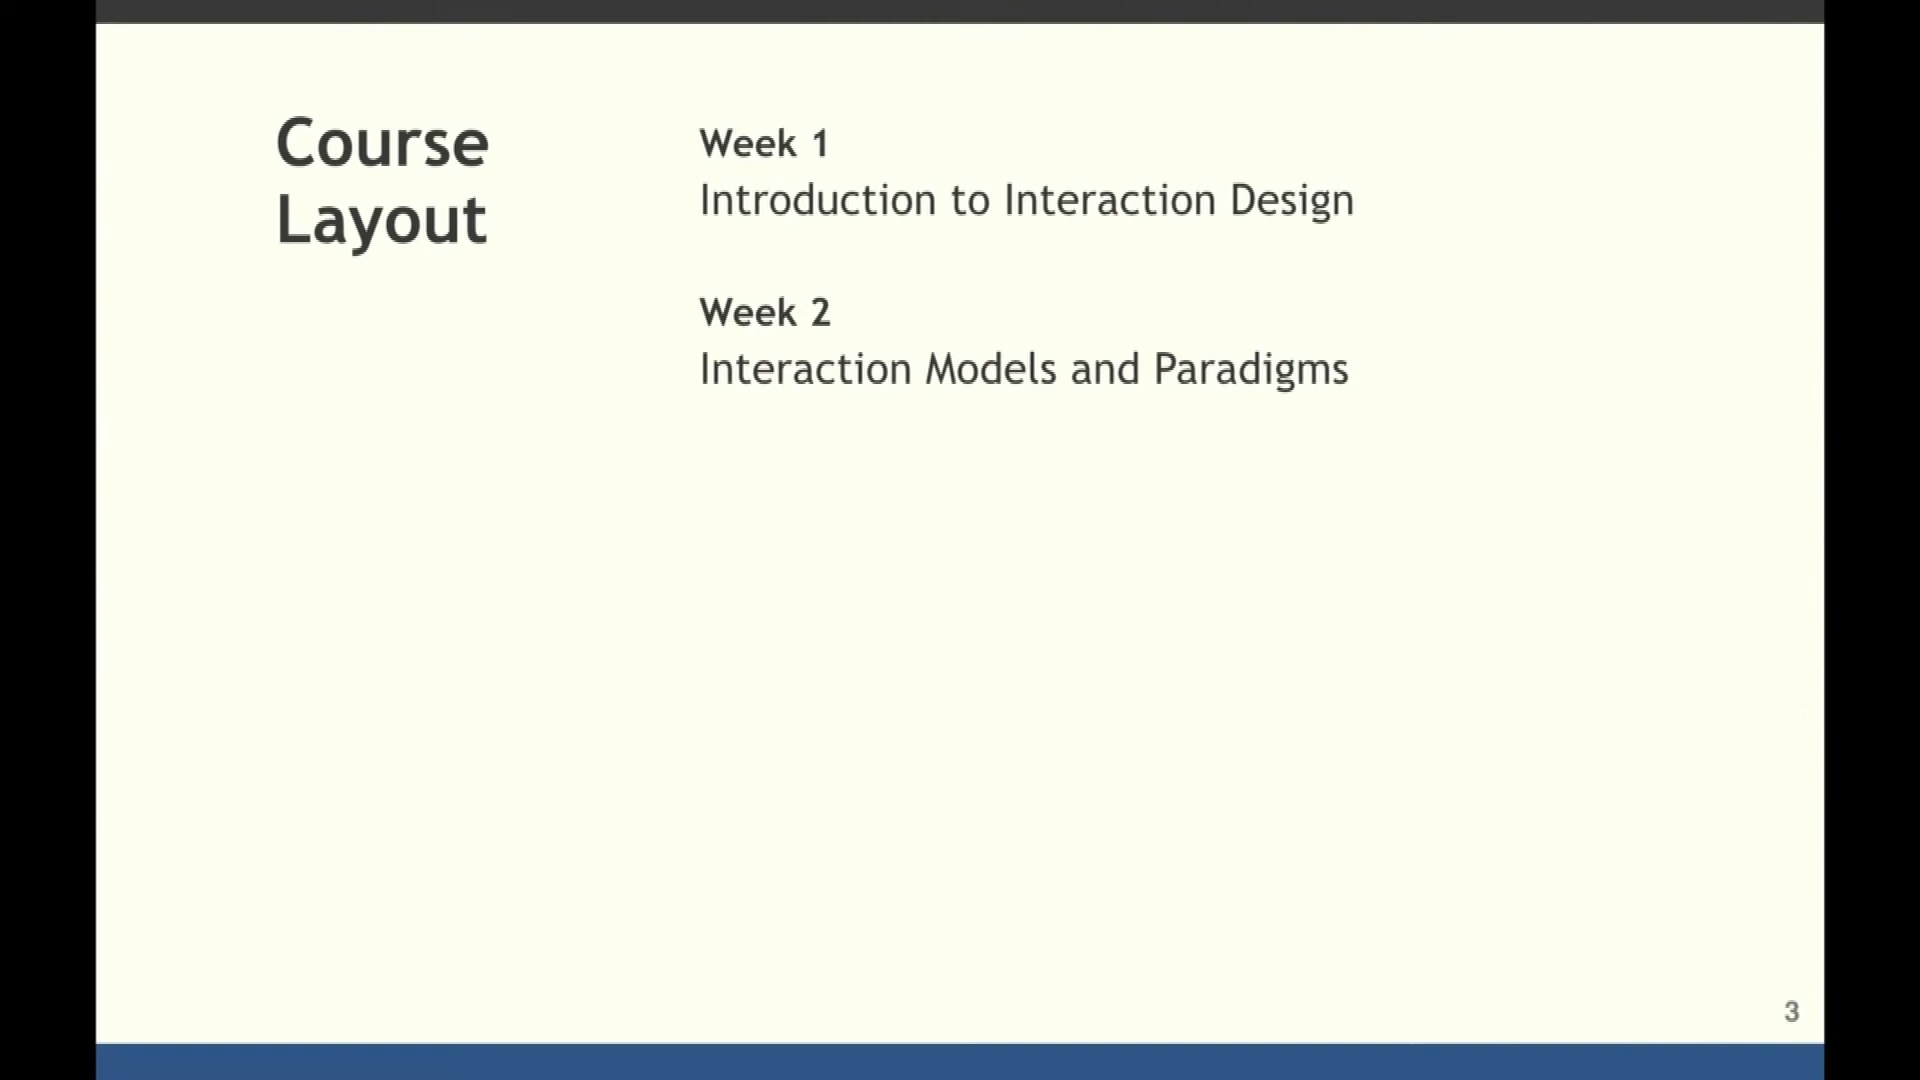 Course
Layout
Week 1
Introduction to Interaction Design
Week 2
Interaction Models and Paradigms
3